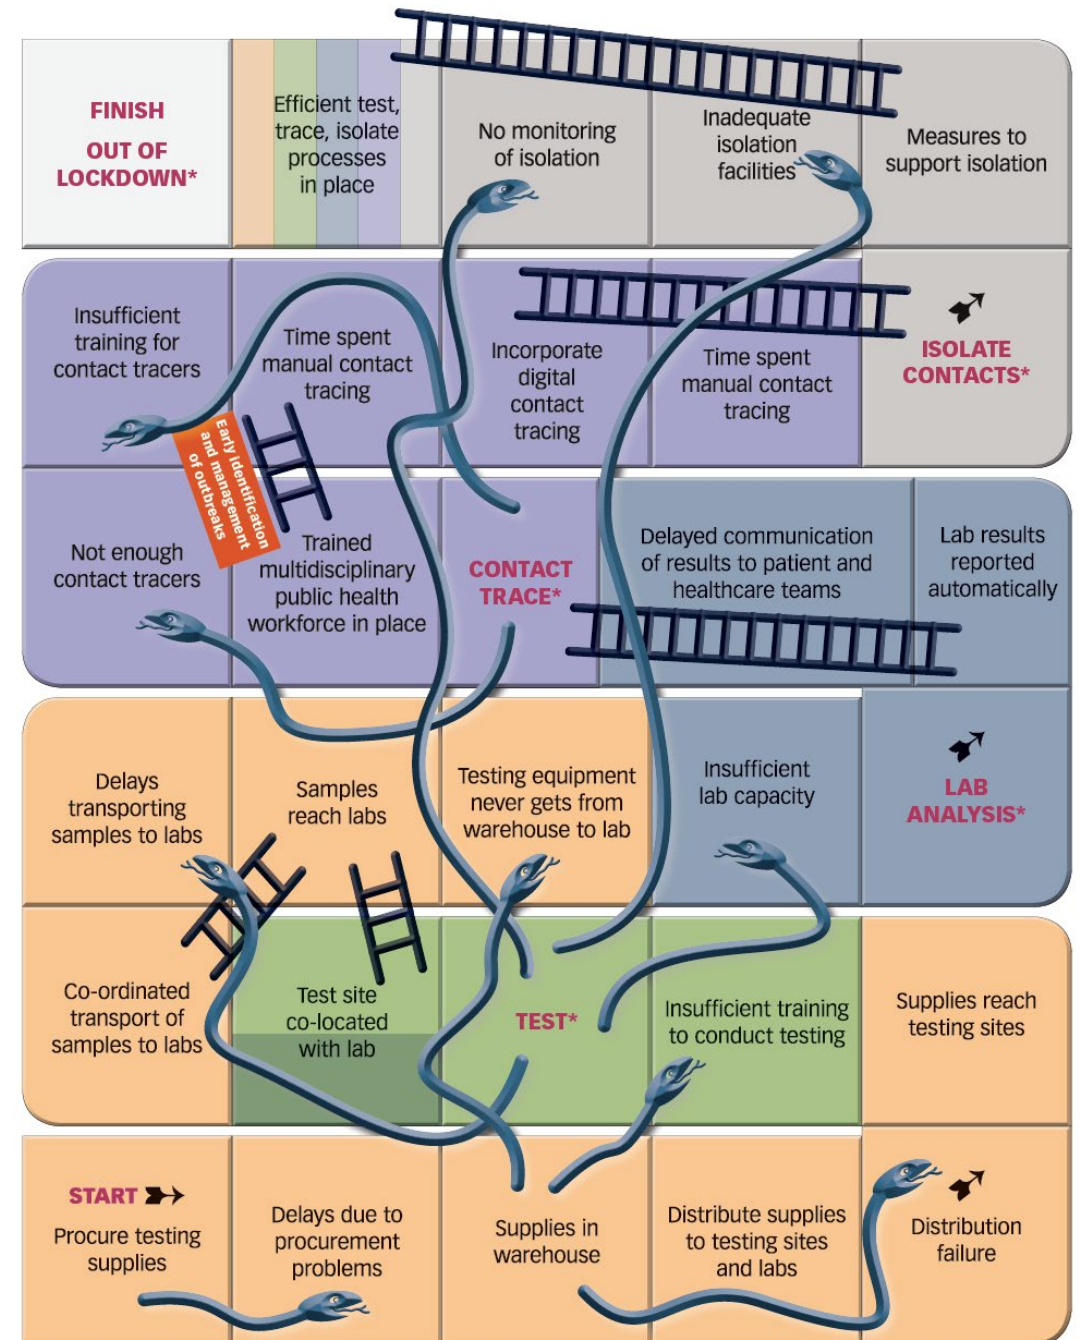 FINISH
OUT OF
LOCKDOWN*
Efficient test,
trace, isolate
processes
in place
No monitoring
of isolation
Inadequate
isolation
facilities
Measures to
support isolation
Insufficient
training for
contact tracers
Time spent
manual contact
tracing
Incorporate
digital
contact
tracing
Time spent
manual contact
tracing
ISOLATE
CONTACTS*
Early identification
and management
of outbreaks
Not enough
contact tracers
Trained
multidisciplinary
public health
workforce in place
CONTACT
TRACE*
Delayed communication
of results to patient and
healthcare teams
Lab results
reported
automatically
Delays
transporting
samples to labs
Samples
reach labs
Testing equipment
never gets from
warehouse to lab
Insufficient
lab capacity
LAB
ANALYSIS*
Co-ordinated
transport of
samples to labs
Test site
co-located
with lab
TEST*
Insufficient training
to conduct testing
Supplies reach
testing sites
START
Procure testing
supplies
Delays due to
procurement
problems
Supplies in
warehouse
Distribute supplies
to testing sites
and labs
Distribution
failure